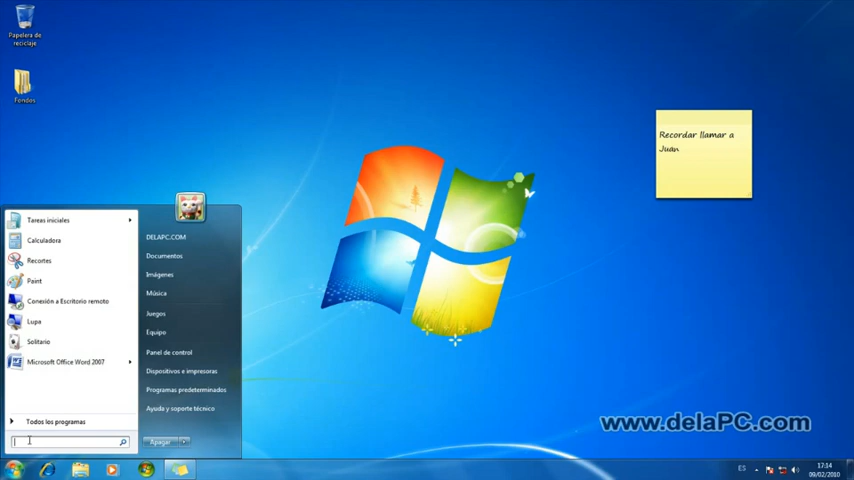 Papelera de
reciclaje
Fondos
Recordar llamar a
Juan
Tareas iniciales
Calculadora
Recortes
Paint
Conexión a Escritorio remoto
Lupa
Solitario
Microsoft Office Word 2007
Todos los programas
DELAPC.COM
Documentos
Imágenes
Música
Juegos
Equipo
Panel de control
Dispositivos e impresoras
Programas predeterminados
Ayuda y soporte técnico
Apagar
www.delaPC.com
ES
17:14
09/02/2010